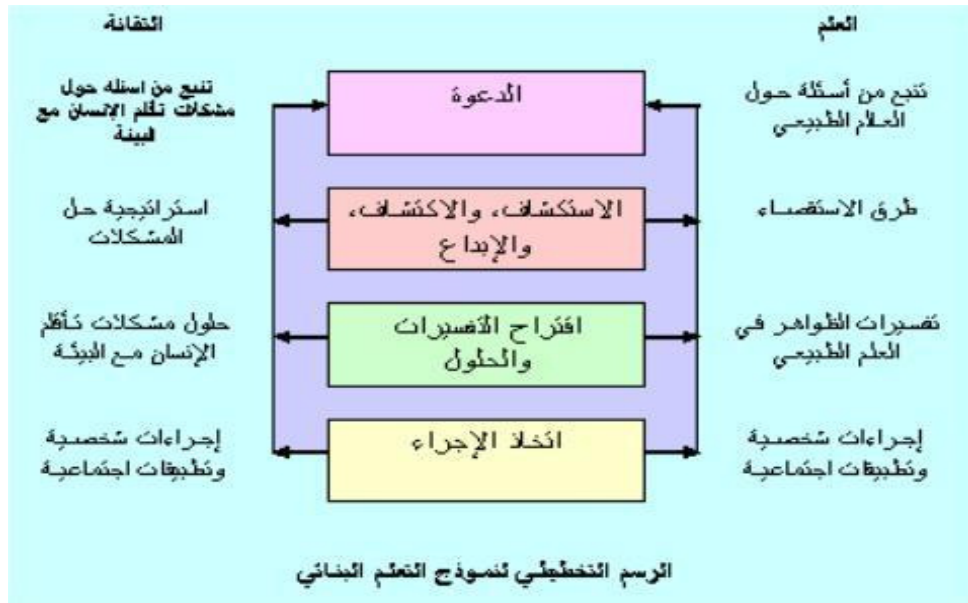 العلم
التقانة
تنبع من أسئلة حول
العالم الطبيعي
الدعوة
تنبع من اسئلة حول
مشكلات تأقلم الإنسان مع
البيئة
طرق الاستقصاء
الاستكشاف، والاكتشاف،
والإبداع
استراتيجية حل
المشكلات
تفسيرات الظواهر في
العلم الطبيعي
اقتراح التفسيرات
والحلول
حلول مشكلات تأقلم
الإنسان مع البيئة
إجراءات شخصية
وتطبيقات اجتماعية
اتخاذ الإجراء
إجراءات شخصية
وتطبيقات اجتماعية
الرسم التخطيطي لنموذج التعلم البنائي